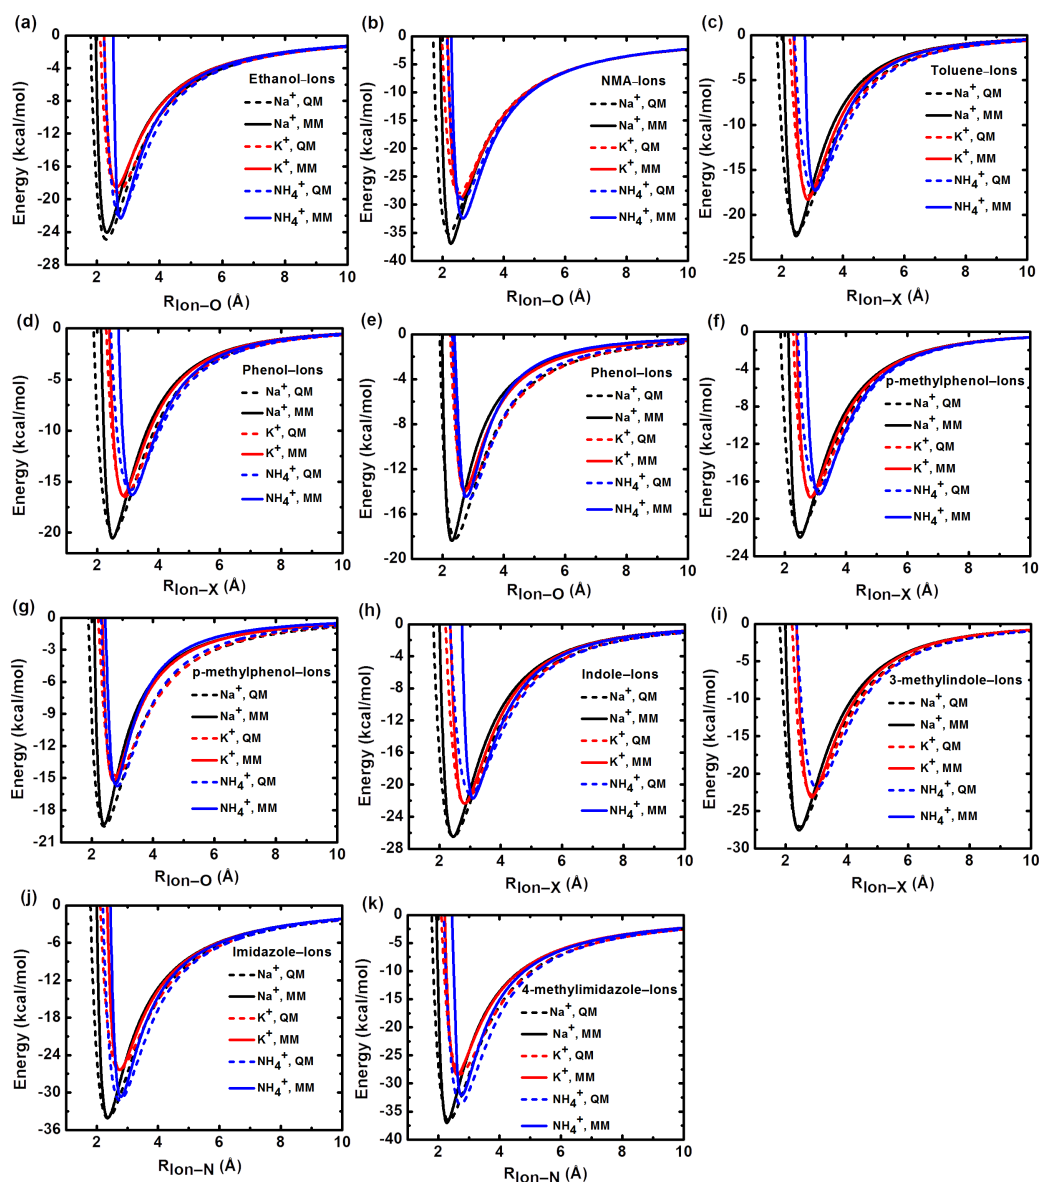 (a)
0
-4
-8
-12
-16
-20
-24
-28
Energy (kcal/mol)
Ethanol–Ions
Na+, QM
Na+, MM
K+, QM
K+, MM
NH4+, QM
NH4+, MM
2 4 6 8 10
RIon–O (Å)
(b)
0
-5
-10
-15
-20
-25
-30
-35
-40
Energy (kcal/mol)
NMA–Ions
Na+, QM
Na+, MM
K+, QM
K+, MM
NH4+, QM
NH4+, MM
2 4 6 8 10
RIon–O (Å)
(c)
0
-5
-10
-15
-20
-25
Energy (kcal/mol)
Toluene–Ions
Na+, QM
Na+, MM
K+, QM
K+, MM
NH4+, QM
NH4+, MM
2 4 6 8 10
RIon–X (Å)
(d)
0
-5
-10
-15
-20
Energy (kcal/mol)
Phenol–Ions
Na+, QM
Na+, MM
K+, QM
K+, MM
NH4+, QM
NH4+, MM
2 4 6 8 10
RIon–X (Å)
(e)
0
-4
-8
-12
-16
-20
Energy (kcal/mol)
Phenol–Ions
Na+, QM
Na+, MM
K+, QM
K+, MM
NH4+, QM
NH4+, MM
2 4 6 8 10
RIon–O (Å)
(f)
0
-4
-8
-12
-16
-20
-24
Energy (kcal/mol)
p-methylphenol–Ions
Na+, QM
Na+, MM
K+, QM
K+, MM
NH4+, QM
NH4+, MM
2 4 6 8 10
RIon–X (Å)
(g)
0
-3
-6
-9
-12
-15
-18
-21
Energy (kcal/mol)
p-methylphenol–Ions
Na+, QM
Na+, MM
K+, QM
K+, MM
NH4+, QM
NH4+, MM
2 4 6 8 10
RIon–O (Å)
(h)
0
-4
-8
-12
-16
-20
-24
-28
Energy (kcal/mol)
Indole–Ions
Na+, QM
Na+, MM
K+, QM
K+, MM
NH4+, QM
NH4+, MM
2 4 6 8 10
RIon–X (Å)
(i)
0
-5
-10
-15
-20
-25
-30
Energy (kcal/mol)
3-methylindole–Ions
Na+, QM
Na+, MM
K+, QM
K+, MM
NH4+, QM
NH4+, MM
2 4 6 8 10
RIon–X (Å)
(j)
0
-6
-12
-18
-24
-30
-36
Energy (kcal/mol)
Imidazole–Ions
Na+, QM
Na+, MM
K+, QM
K+, MM
NH4+, QM
NH4+, MM
2 4 6 8 10
RIon–N (Å)
(k)
0
-5
-10
-15
-20
-25
-30
-35
-40
Energy (kcal/mol)
4-methylimidazole–Ions
Na+, QM
Na+, MM
K+, QM
K+, MM
NH4+, QM
NH4+, MM
2 4 6 8 10
RIon–N (Å)